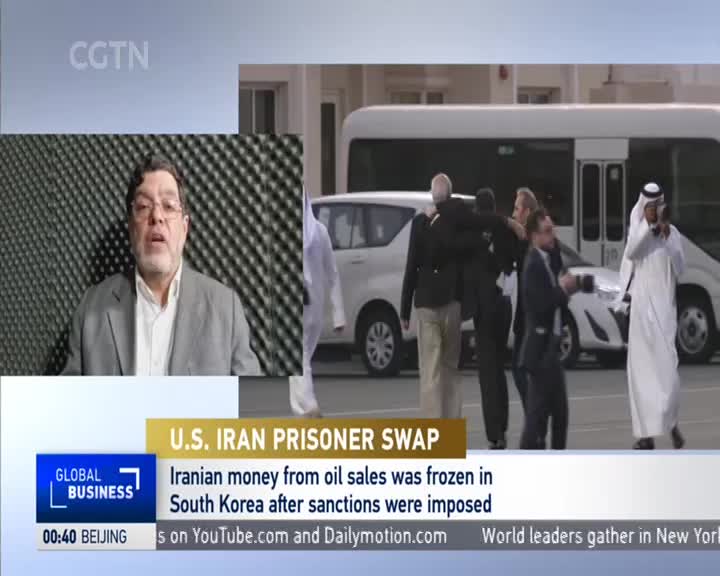 CGTN
U.S. IRAN PRISONER SWAP
Iranian money from oil sales was frozen in
South Korea after sanctions were imposed
GLOBAL
BUSINESS
00:40 BEIJING
s on YouTube.com and Dailymotion.com World leaders gather in New York